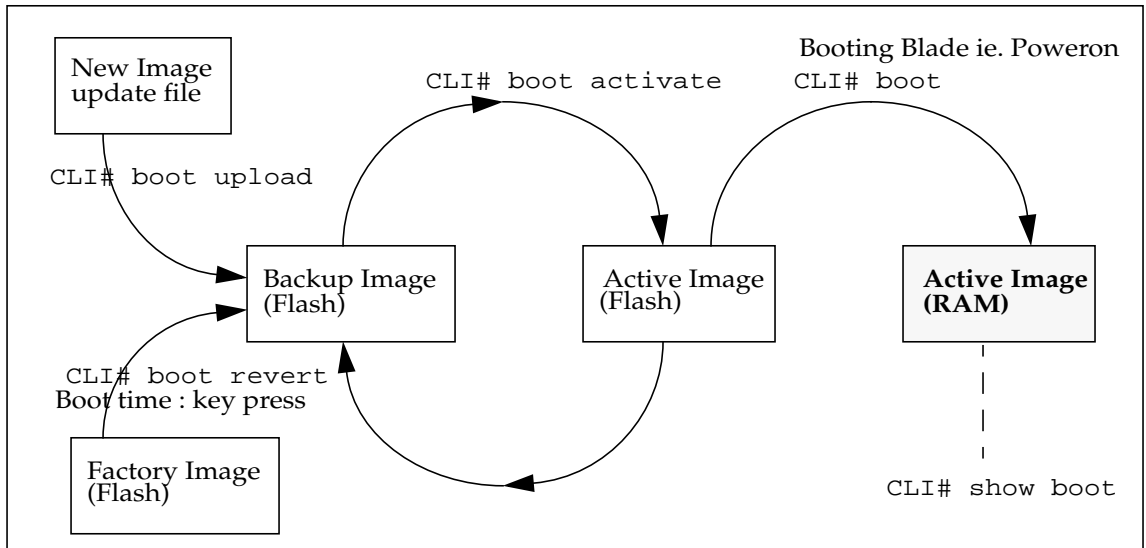 New Image
update file
CLI# boot upload
CLI# boot activate
Booting Blade ie. Poweron
CLI# boot
Backup Image
(Flash)
Active Image
(Flash)
Active Image
(RAM)
CLI# boot revert
Boot time : key press
Factory Image
(Flash)
CLI# show boot